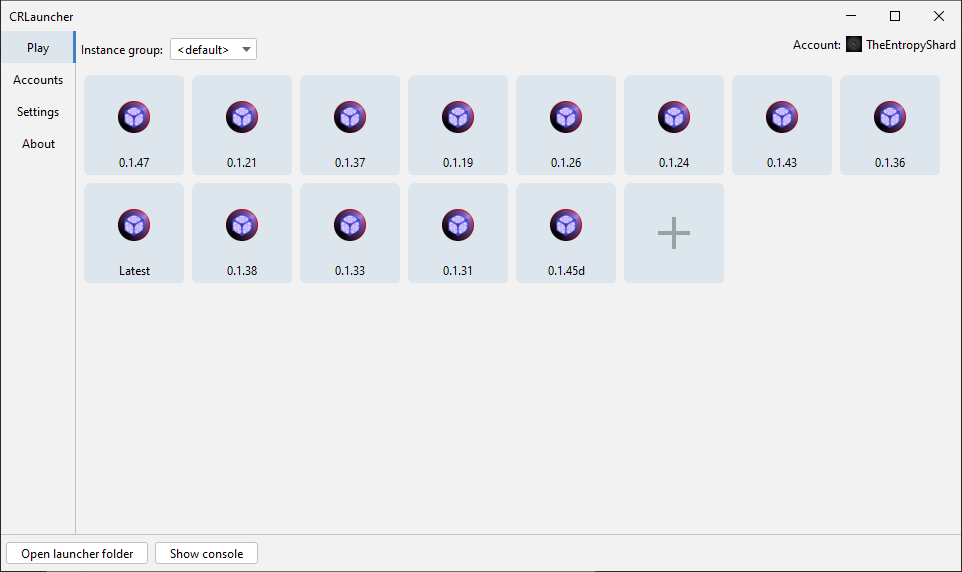 CRLauncher
Play
Accounts
Settings
About
Instance group: <default>
Account: TheEntropyShard
0.1.47 0.1.21 0.1.37 0.1.19 0.1.26 0.1.24 0.1.43 0.1.36
Latest 0.1.38 0.1.33 0.1.31 0.1.45d
Open launcher folder Show console